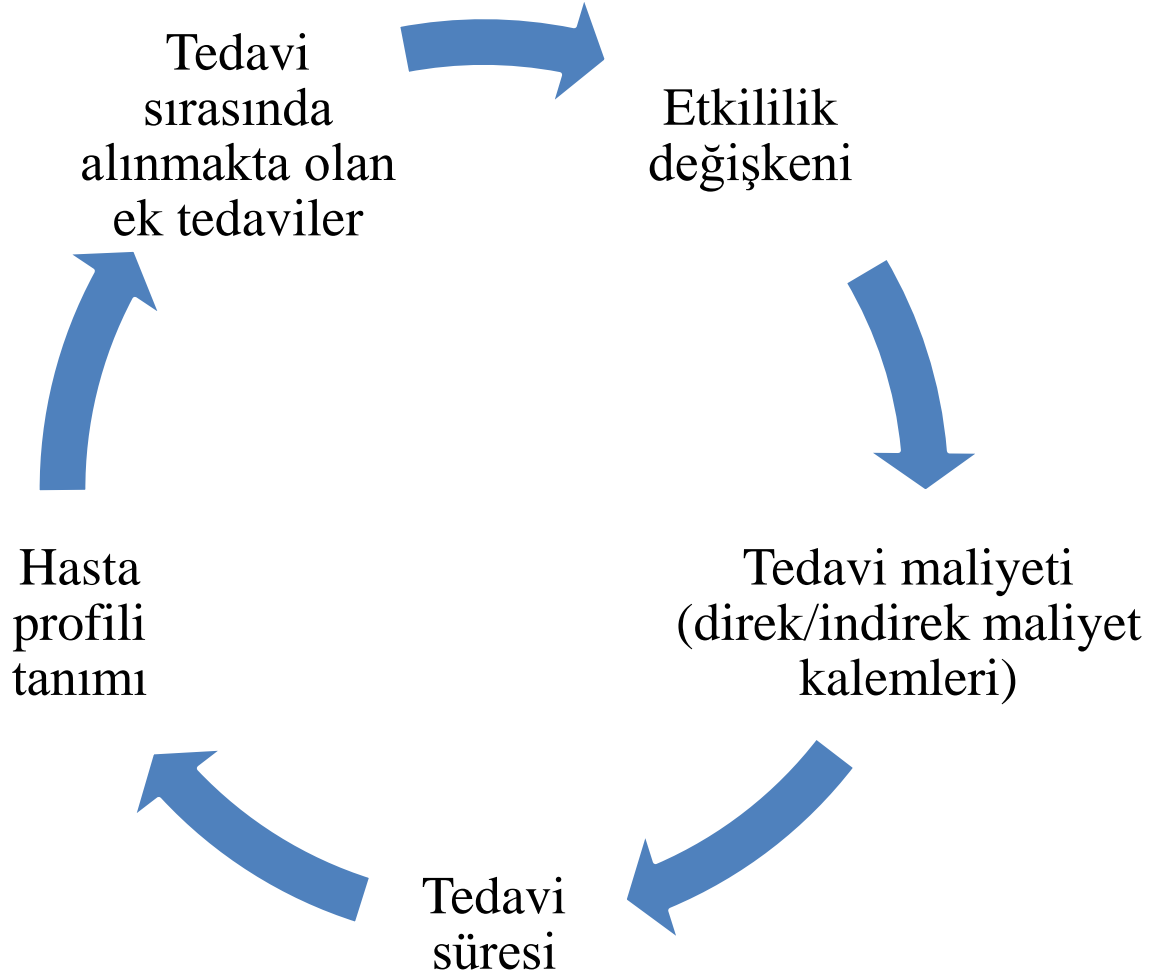 Tedavi
sırasında
alınmakta olan
ek tedaviler
Etkililik
değişkeni
Tedavi maliyeti
(direk/indirek maliyet
kalemleri)
Tedavi
süresi
Hasta
profili
tanımı